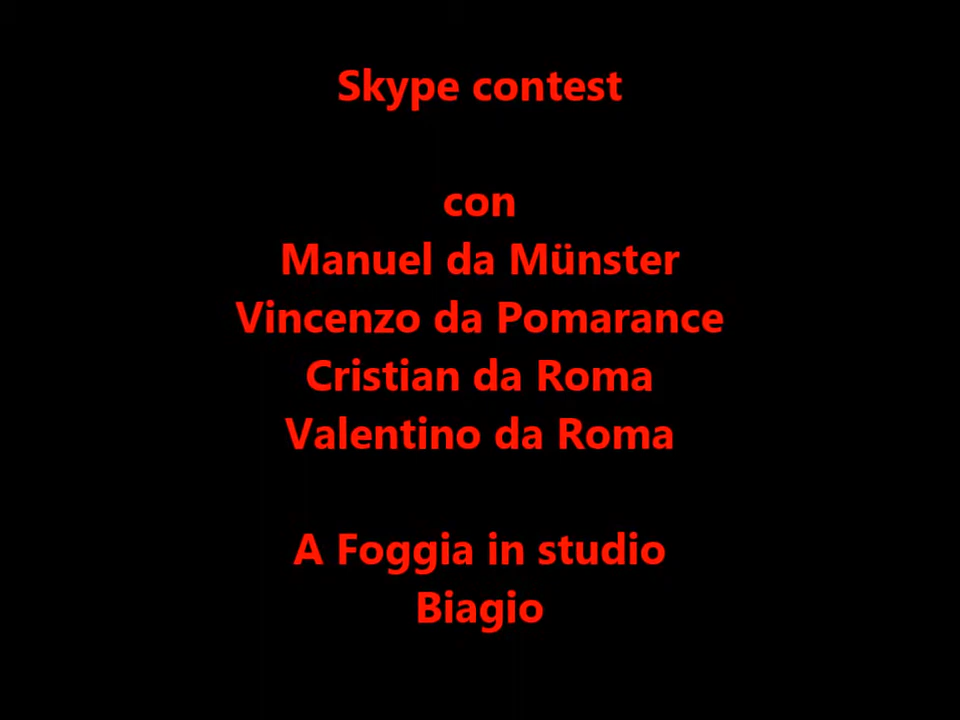 Skype contest
con
Manuel da Münster
Vincenzo da Pomarance
Cristian da Roma
Valentino da Roma
A Foggia in studio
Biagio